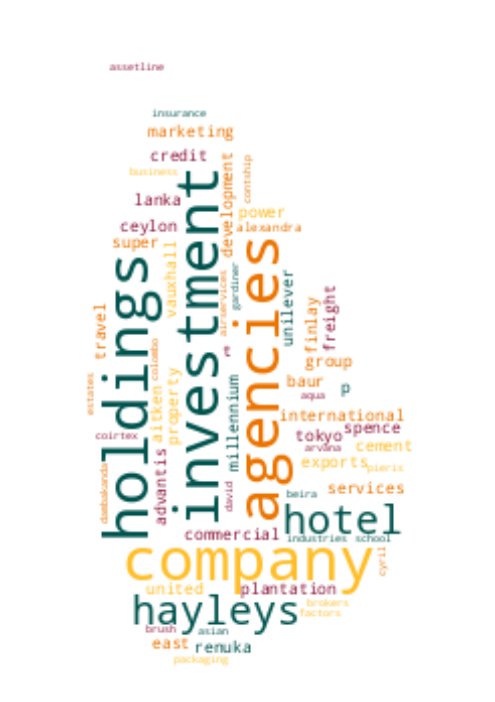 assetline
insurance
marketing
credit
business
development
contship
lanka
investment
power
ceylon
alexandra
super
vauxhall
agencies
holdings
gardiner
airservices
unilever
travel
finlay
freight
colombo
t
group
property
millennium
baur
p
estates
aitken
aqua
international
coirtex
tokyo
spence
advantis
arvana
cement
dambakanda
exports
pieris
david
beira
services
hotel
commercial
industries
school
company
cyril
united
plantation
hayleys
brokers
factors
brush
asian
east
renuka
packaging